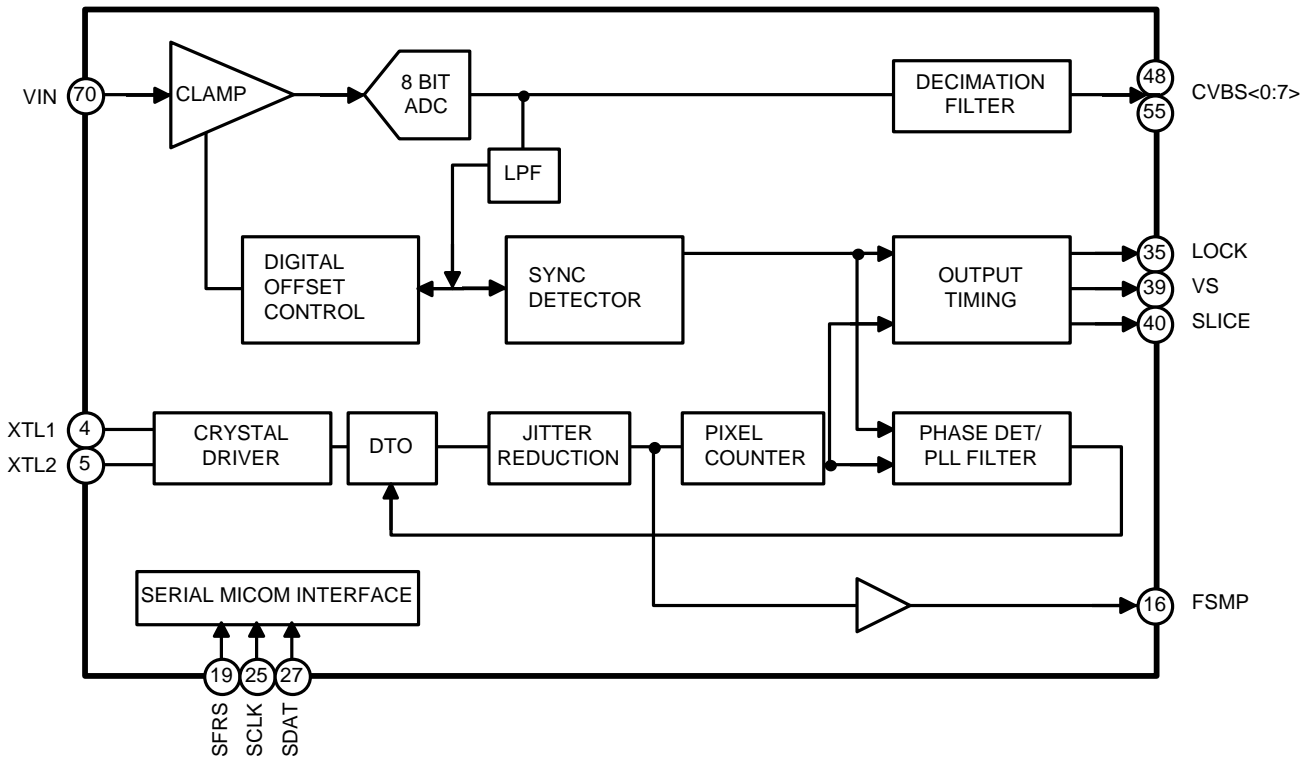 VIN
70
CLAMP
8 BIT
ADC
DECIMATION
FILTER
48
55
CVBS<0:7>
LPF
DIGITAL
OFFSET
CONTROL
SYNC
DETECTOR
OUTPUT
TIMING
35
LOCK
39
VS
40
SLICE
XTL1
4
XTL2
5
CRYSTAL
DRIVER
DTO
JITTER
REDUCTION
PIXEL
COUNTER
PHASE DET/
PLL FILTER
SERIAL MICOM INTERFACE
16
FSMP
19
25
27
SFRS
SCLK
SDAT